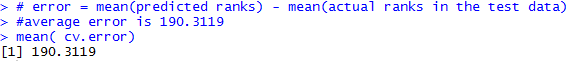 > # error = mean(predicted ranks) - mean(actual ranks in the test data)
> #average error is 190.3119
> mean( cv.error)
[1] 190.3119